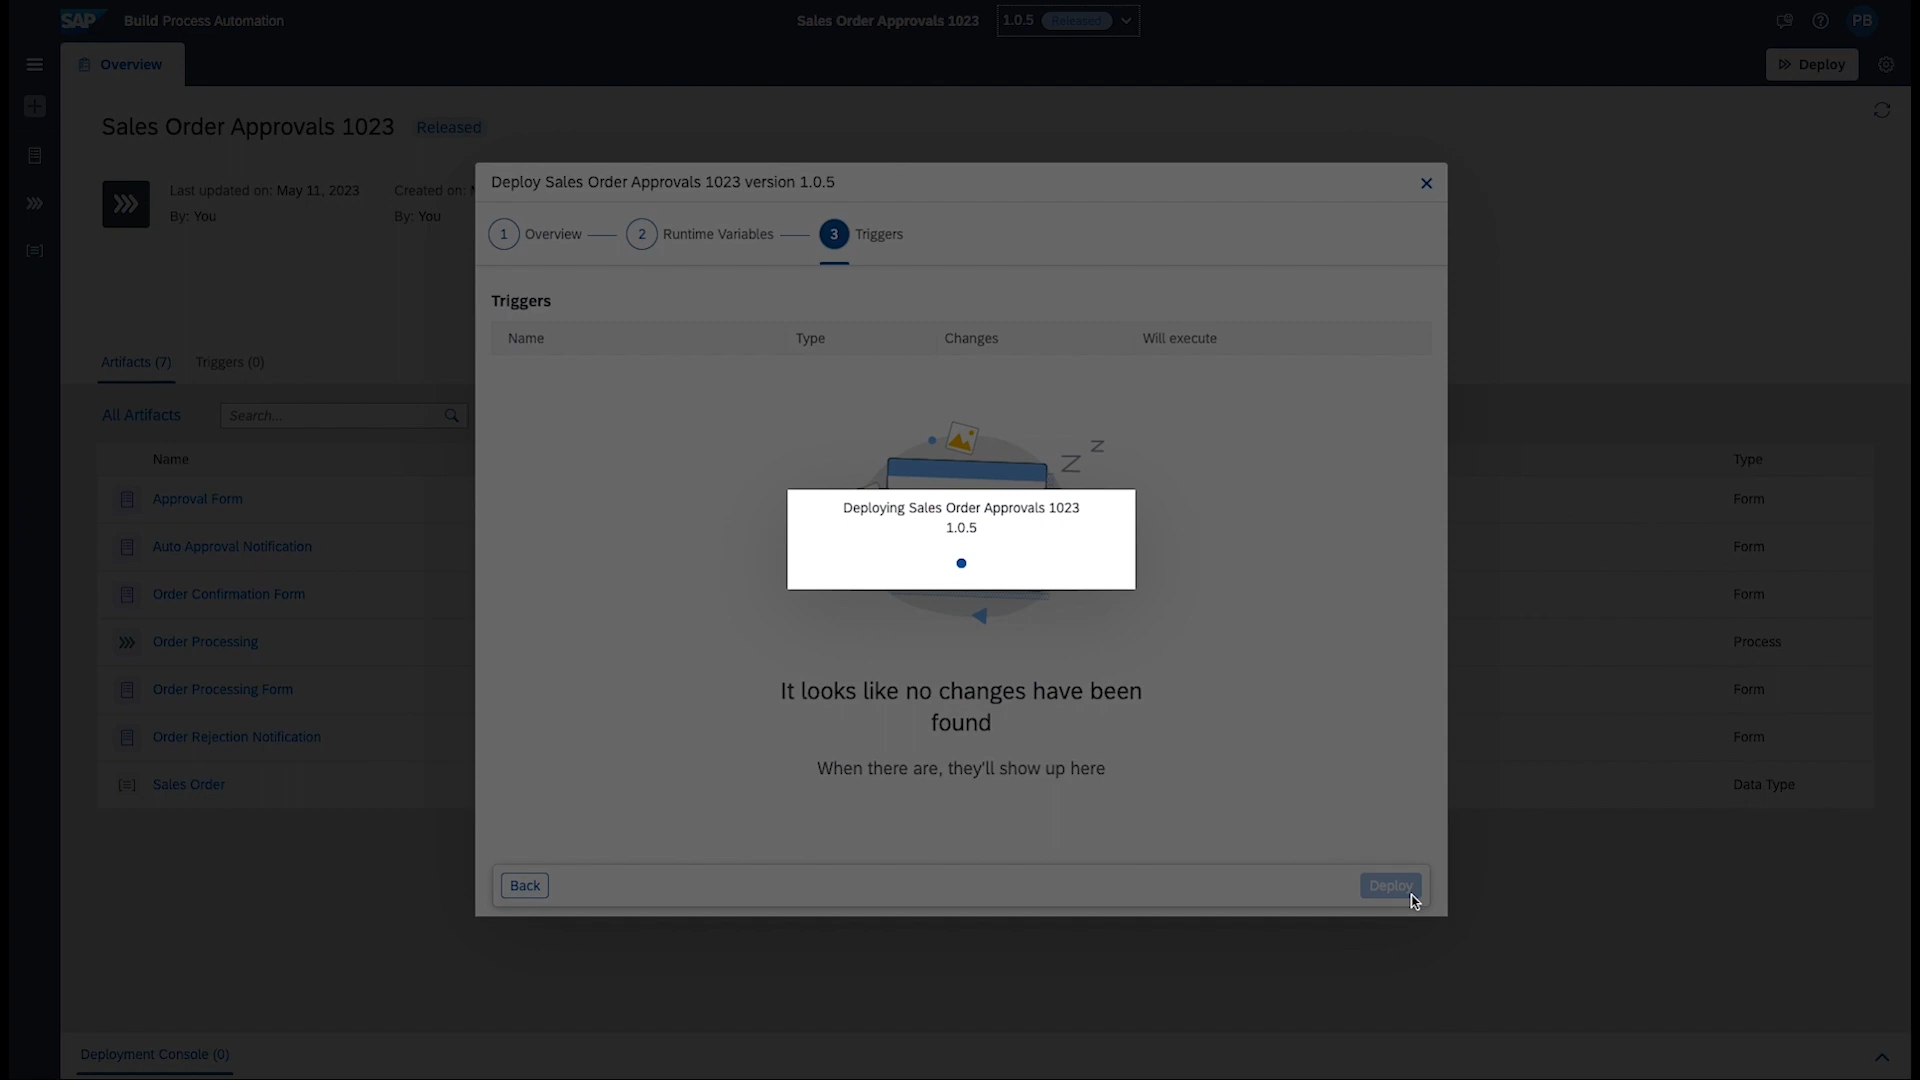 SAP Build Process Automation
Sales Order Approvals 1023 1.0.5 Released
PB
Overview
Deploy
Sales Order Approvals 1023 Released
Last updated on: May 11, 2023
By: You
Created on:
By: You
Artifacts (7) Triggers (0)
All Artifacts Search...
Name Type
Approval Form Form
Auto Approval Notification Form
Order Confirmation Form Form
Order Processing Process
Order Processing Form Form
Order Rejection Notification Form
Sales Order Data Type
Deployment Console (0)
Deploy Sales Order Approvals 1023 version 1.0.5
1 Overview 2 Runtime Variables 3 Triggers
Triggers
Name Type Changes Will execute
Z Z
Deploying Sales Order Approvals 1023
1.0.5
It looks like no changes have been
found
When there are, they'll show up here
Back Deploy